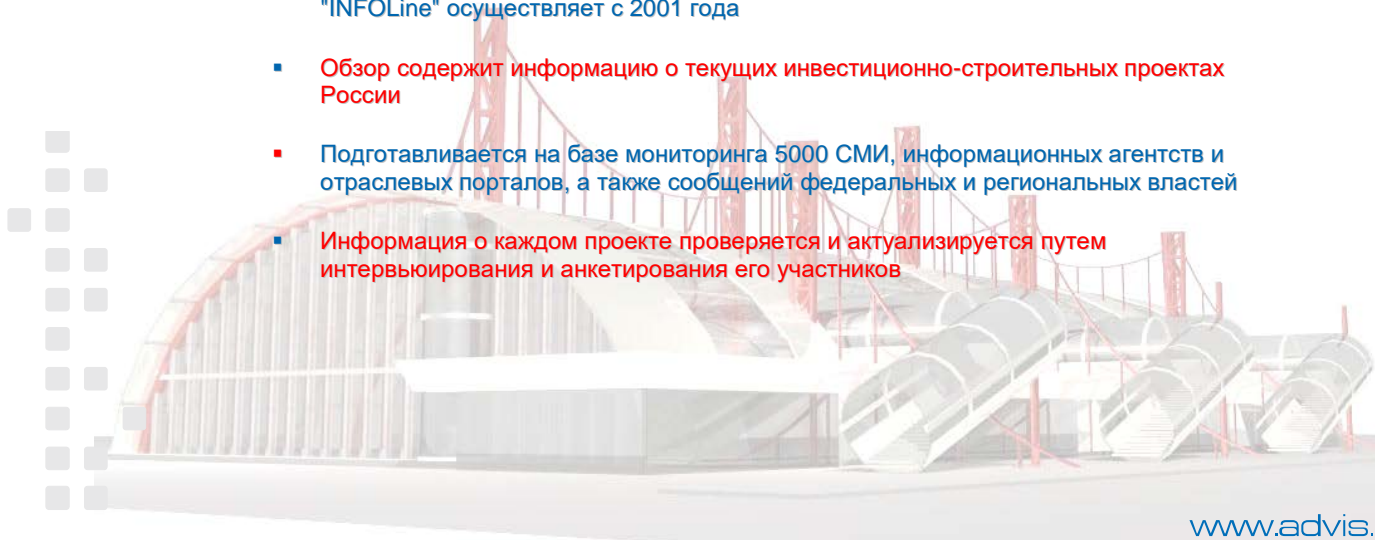 "INFOLine" осуществляет с 2001 года
▪ Обзор содержит информацию о текущих инвестиционно-строительных проектах
России
▪ Подготавливается на базе мониторинга 5000 СМИ, информационных агентств и
отраслевых порталов, а также сообщений федеральных и региональных властей
▪ Информация о каждом проекте проверяется и актуализируется путем
интервьюирования и анкетирования его участников
www.advis.